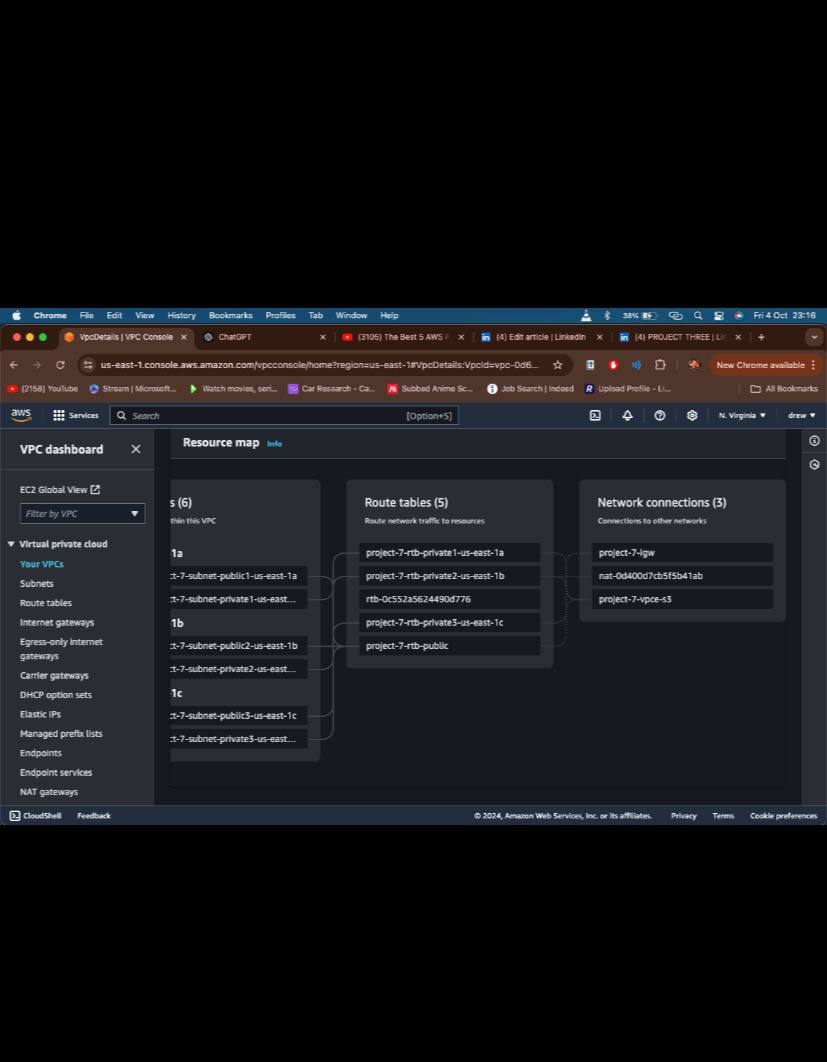 Chrome File Edit View History Bookmarks Profiles Tab Window Help 38% Fri 4 Oct 23:16
VpcDetails | VPC Console ChatGPT (3105) The Best 5 AWS (4) Edit article | LinkedIn (4) PROJECT THREE | Li
us-east-1.console.aws.amazon.com/vpcconsole/home?region=us-east-1#VpcDetails:VpcId=vpc-0d6... New Chrome available
(2158) YouTube Stream | Microsoft... Watch movies, seri... Car Research - Ca... Subbed Anime Sc... Job Search | Indeed Upload Profile - Li... All Bookmarks
aws Services Search [Option+S] N. Virginia drew
VPC dashboard
EC2 Global View
Filter by VPC
Virtual private cloud
Your VPCs
Subnets
Route tables
Internet gateways
Egress-only internet
gateways
Carrier gateways
DHCP option sets
Elastic IPs
Managed prefix lists
Endpoints
Endpoint services
NAT gateways
Resource map Info
s (6)
thin this VPC
1a
ct-7-subnet-public1-us-east-1a
ct-7-subnet-private1-us-east...
1b
ct-7-subnet-public2-us-east-1b
ct-7-subnet-private2-us-east...
1c
ct-7-subnet-public3-us-east-1c
ct-7-subnet-private3-us-east...
Route tables (5)
Route network traffic to resources
project-7-rtb-private1-us-east-1a
project-7-rtb-private2-us-east-1b
rtb-0c552a5624490d776
project-7-rtb-private3-us-east-1c
project-7-rtb-public
Network connections (3)
Connections to other networks
project-7-igw
nat-0d400d7cb5f5b41ab
project-7-vpce-s3
CloudShell Feedback © 2024, Amazon Web Services, Inc. or its affiliates. Privacy Terms Cookie preferences